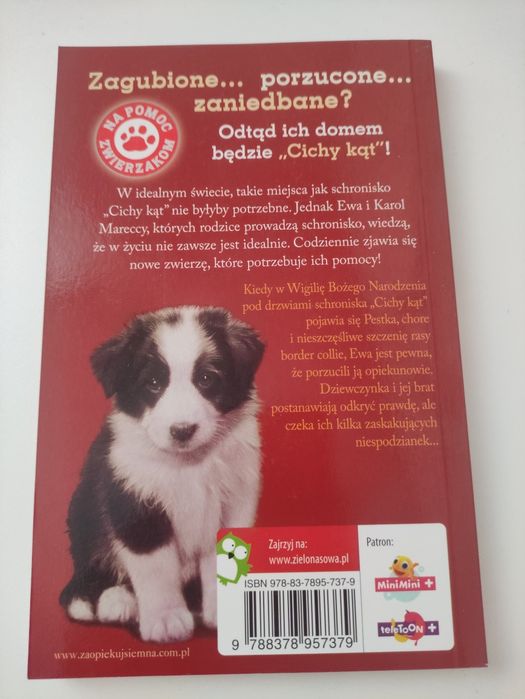 Zagubione... porzucone...
zaniedbane?
NA POMOC
ZWIERZAKOM
Odtąd ich domem
będzie „Cichy kąt”!
W idealnym świecie, takie miejsca jak schronisko
„Cichy kąt” nie byłyby potrzebne. Jednak Ewa i Karol
Mareccy, których rodzice prowadzą schronisko, wiedzą,
że w życiu nie zawsze jest idealnie. Codziennie zjawia się
nowe zwierzę, które potrzebuje ich pomocy!
Kiedy w Wigilię Bożego Narodzenia
pod drzwiami schroniska „Cichy kąt”
pojawia się Pestka, chore
i nieszczęśliwe szczenię rasy
border collie, Ewa jest pewna,
że porzucili ją opiekunowie.
Dziewczynka i jej brat
postanawiają odkryć prawdę, ale
czeka ich kilka zaskakujących
niespodzianek...
Zajrzyj na:
www.zielonasowa.pl
Patron:
MiniMini +
teleTOON +
ISBN 978-83-7895-737-9
9 788378 957379
www.zaopiekujsiemna.com.pl